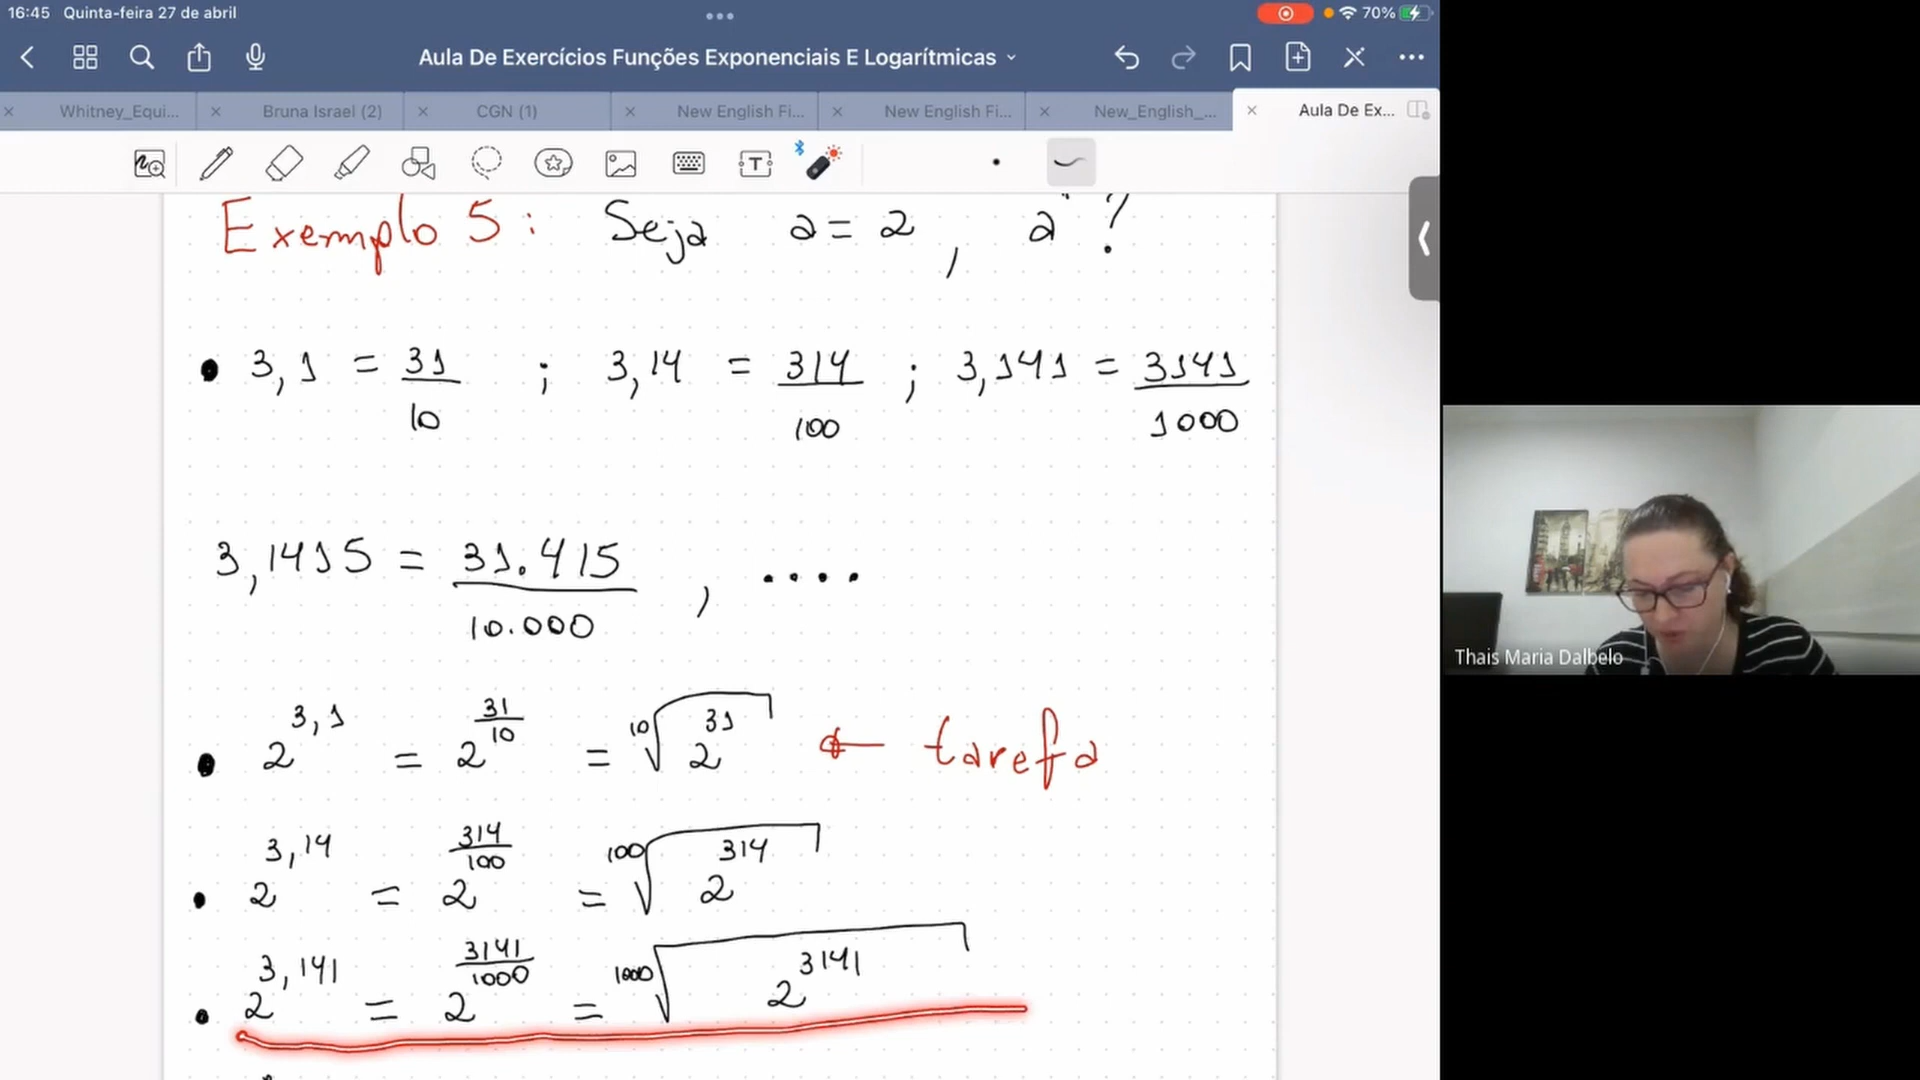 16:45 Quinta-feira 27 de abril
70%
Aula De Exercícios Funções Exponenciais E Logarítmicas
Whitney_Equi... Bruna Israel (2) CGN (1) New English Fi... New English Fi... New_English_... Aula De Ex...
Exemplo 5: Seja a = 2, a ?
• 3,1 = 31/10 ; 3,14 = 314/100 ; 3,141 = 3141/1000
3,1415 = 31.415/10.000 , ....
• 2^3,1 = 2^31/10 = ¹⁰√2^31 ← tarefa
• 2^3,14 = 2^314/100 = ¹⁰⁰√2^314
• 2^3,141 = 2^3141/1000 = ¹⁰⁰⁰√2^3141
Thais Maria Dalbelo